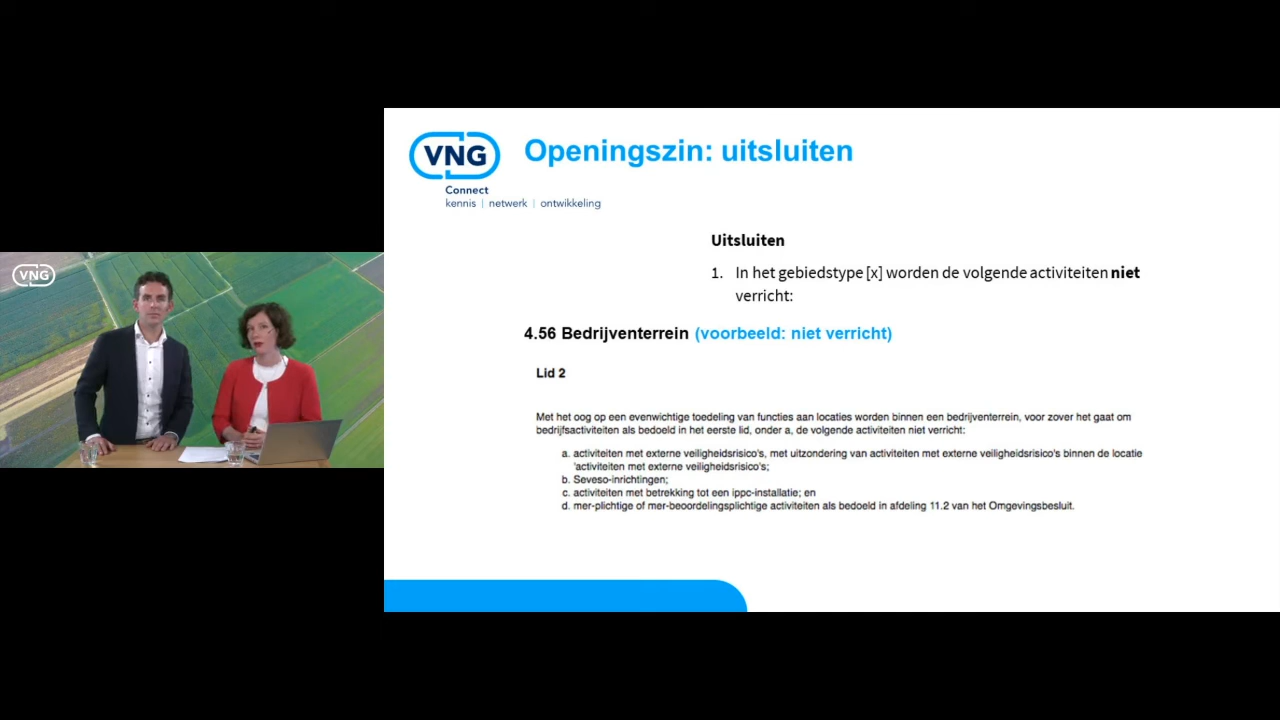 VNG
VNG
Connect
kennis | netwerk | ontwikkeling
Openingszin: uitsluiten
Uitsluiten
1. In het gebiedstype [x] worden de volgende activiteiten niet
verricht:
4.56 Bedrijventerrein (voorbeeld: niet verricht)
Lid 2
Met het oog op een evenwichtige toedeling van functies aan locaties worden binnen een bedrijventerrein, voor zover het gaat om
bedrijfsactiviteiten als bedoeld in het eerste lid, onder a, de volgende activiteiten niet verricht:
a. activiteiten met externe veiligheidsrisico's, met uitzondering van activiteiten met externe veiligheidsrisico's binnen de locatie
'activiteiten met externe veiligheidsrisico's;
b. Seveso-inrichtingen;
c. activiteiten met betrekking tot een ippc-installatie; en
d. mer-plichtige of mer-beoordelingsplichtige activiteiten als bedoeld in afdeling 11.2 van het Omgevingsbesluit.